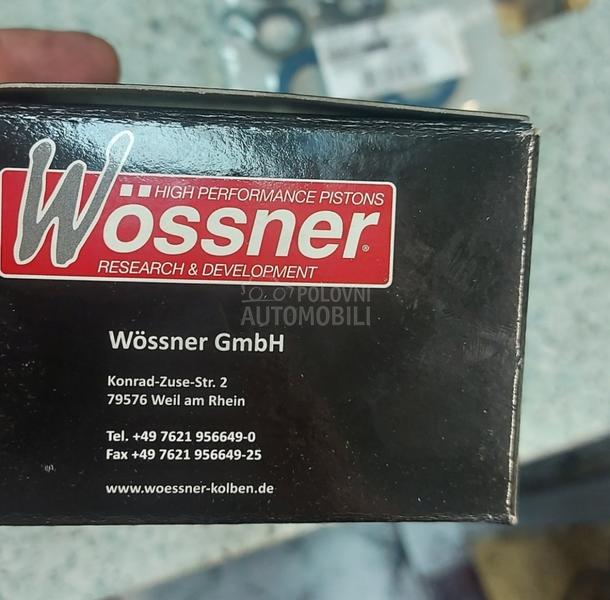 HIGH PERFORMANCE PISTONS
Wössner®
RESEARCH & DEVELOPMENT
POLOVNI
AUTOMOBILI
Wössner GmbH
Konrad-Zuse-Str. 2
79576 Weil am Rhein
Tel. +49 7621 956649-0
Fax +49 7621 956649-25
www.woessner-kolben.de